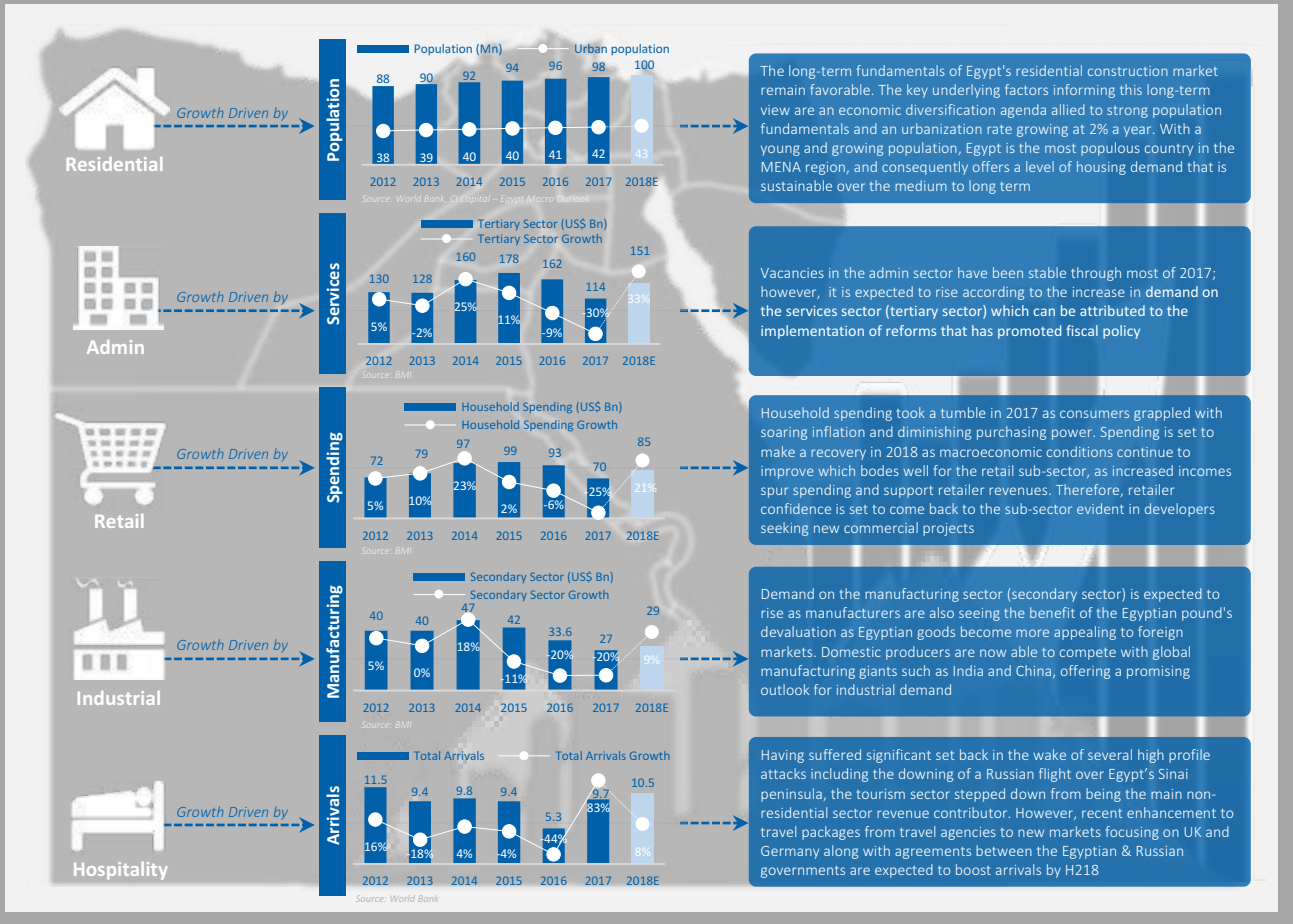 Residential
Growth Driven by
Population
Population (Mn) Urban population
88 90 92 94 96 98 100
38 39 40 40 41 42 43
2012 2013 2014 2015 2016 2017 2018E
Source: World Bank, CI Capital – Egypt Macro Outlook
The long-term fundamentals of Egypt's residential construction market
remain favorable. The key underlying factors informing this long-term
view are an economic diversification agenda allied to strong population
fundamentals and an urbanization rate growing at 2% a year. With a
young and growing population, Egypt is the most populous country in the
MENA region, and consequently offers a level of housing demand that is
sustainable over the medium to long term
Admin
Growth Driven by
Services
Tertiary Sector (US$ Bn)
Tertiary Sector Growth
130 128 160 178 162 114 151
5% -2% 25% 11% -9% -30% 33%
2012 2013 2014 2015 2016 2017 2018E
Source: BMI
Vacancies in the admin sector have been stable through most of 2017;
however, it is expected to rise according to the increase in demand on
the services sector (tertiary sector) which can be attributed to the
implementation of reforms that has promoted fiscal policy
Retail
Growth Driven by
Spending
Household Spending (US$ Bn)
Household Spending Growth
72 79 97 99 93 70 85
5% 10% 23% 2% -6% -25% 21%
2012 2013 2014 2015 2016 2017 2018E
Source: BMI
Household spending took a tumble in 2017 as consumers grappled with
soaring inflation and diminishing purchasing power. Spending is set to
make a recovery in 2018 as macroeconomic conditions continue to
improve which bodes well for the retail sub-sector, as increased incomes
spur spending and support retailer revenues. Therefore, retailer
confidence is set to come back to the sub-sector evident in developers
seeking new commercial projects
Industrial
Growth Driven by
Manufacturing
Secondary Sector (US$ Bn)
Secondary Sector Growth
40 40 47 42 33.6 27 29
5% 0% 18% -11% -20% -20% 9%
2012 2013 2014 2015 2016 2017 2018E
Source: BMI
Demand on the manufacturing sector (secondary sector) is expected to
rise as manufacturers are also seeing the benefit of the Egyptian pound's
devaluation as Egyptian goods become more appealing to foreign
markets. Domestic producers are now able to compete with global
manufacturing giants such as India and China, offering a promising
outlook for industrial demand
Hospitality
Growth Driven by
Arrivals
Total Arrivals Total Arrivals Growth
11.5 9.4 9.8 9.4 5.3 9.7 10.5
16% -18% 4% -4% -44% 83% 8%
2012 2013 2014 2015 2016 2017 2018E
Source: World Bank
Having suffered significant set back in the wake of several high profile
attacks including the downing of a Russian flight over Egypt’s Sinai
peninsula, the tourism sector stepped down from being the main non-
residential sector revenue contributor. However, recent enhancement to
travel packages from travel agencies to new markets focusing on UK and
Germany along with agreements between the Egyptian & Russian
governments are expected to boost arrivals by H218